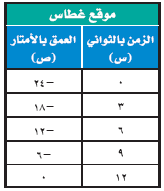 موقع غطاس
الزمن بالثواني (س) العمق بالأمتار (ص)
٠ −٢٤
٣ −١٨
٦ −١٢
٩ −٦
١٢ ٠